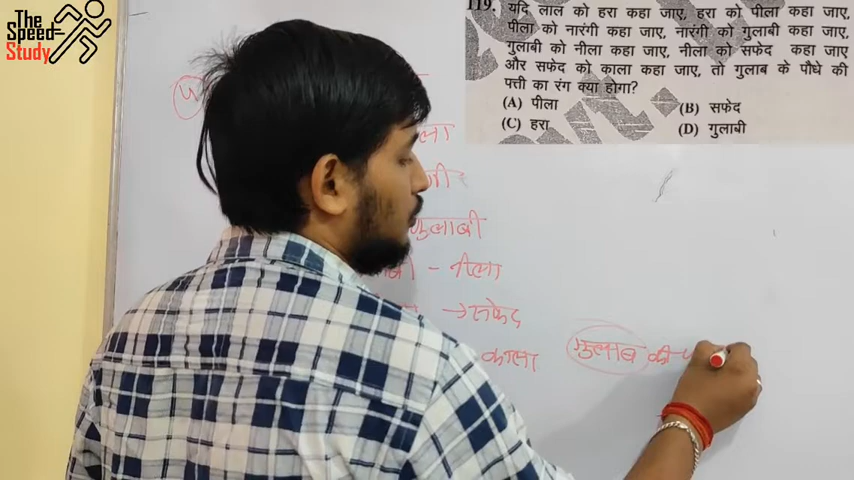 The
Speed
Study
119. यदि लाल को हरा कहा जाए, हरा को पीला कहा जाए,
पीला को नारंगी कहा जाए, नारंगी को गुलाबी कहा जाए,
गुलाबी को नीला कहा जाए, नीला को सफेद कहा जाए
और सफेद को काला कहा जाए, तो गुलाब के पौधे की
पत्ती का रंग क्या होगा?
(A) पीला
(B) सफेद
(C) हरा
(D) गुलाबी
गुलाबी
- नीला
→ सफेद
काला
गुलाब की